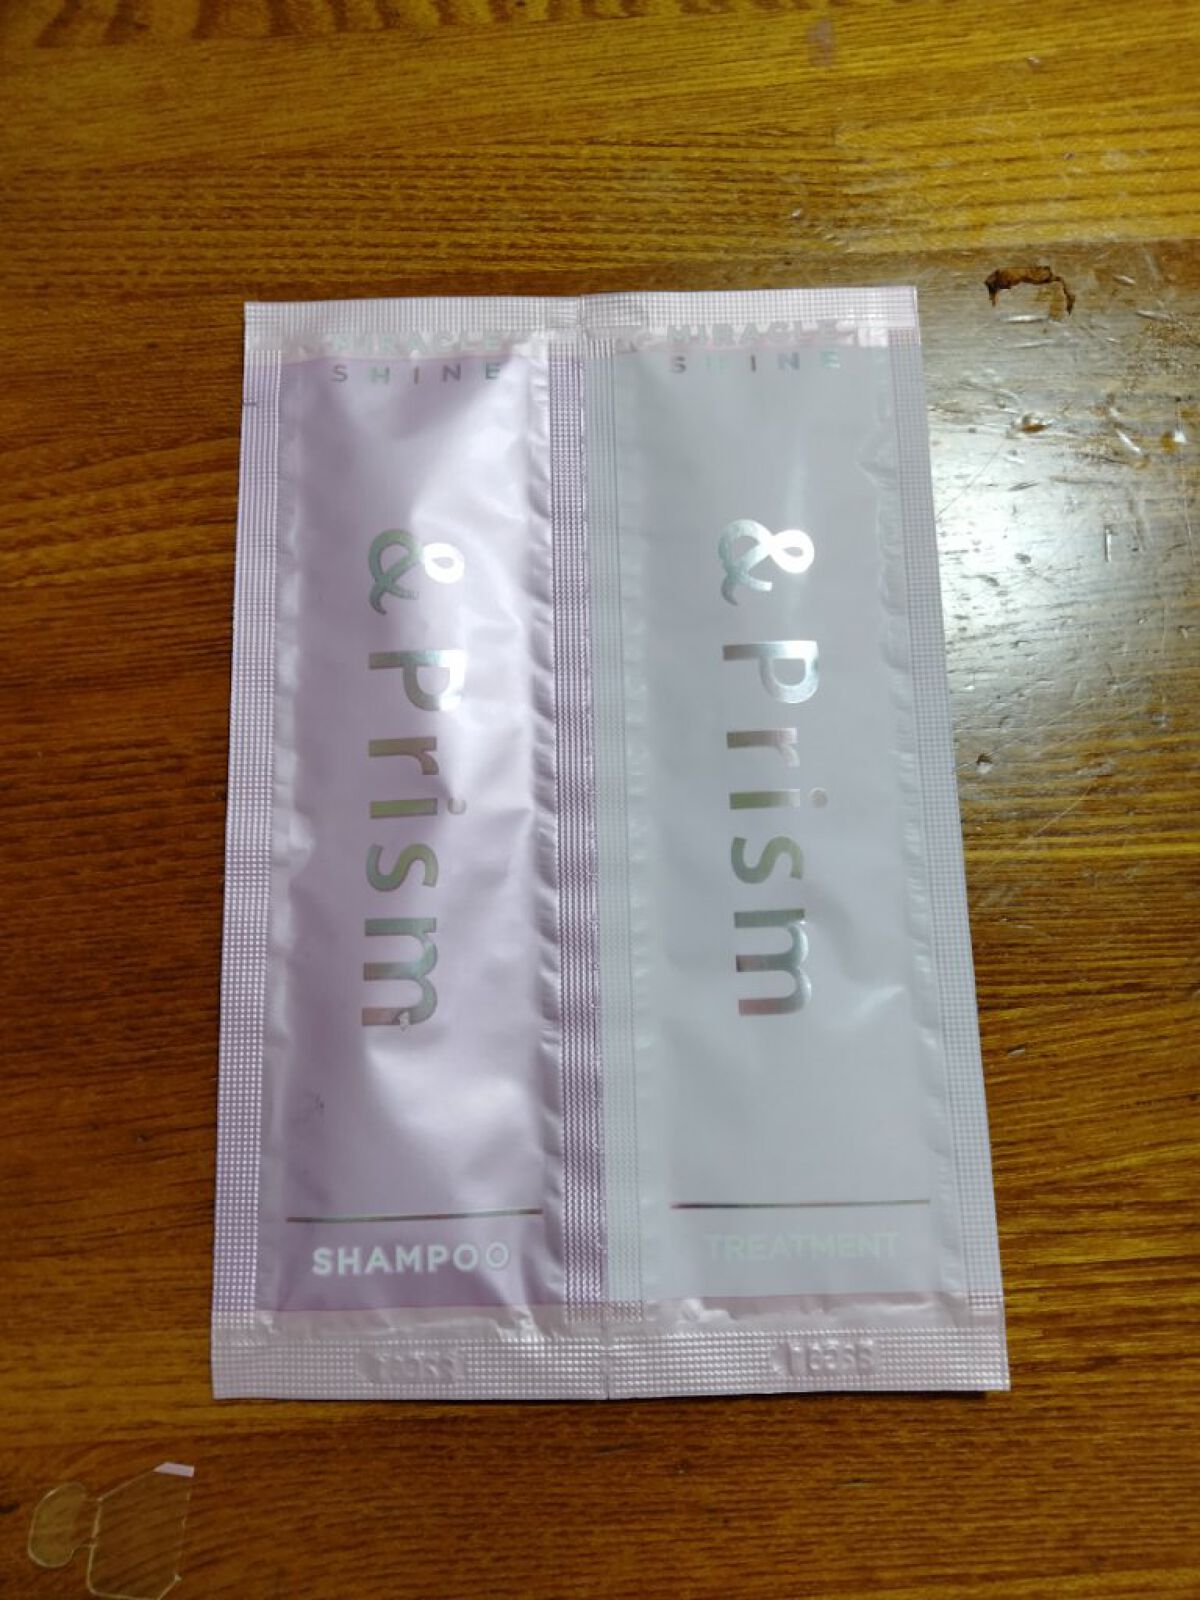 MIRACLE
SHINE
&Prism
SHAMPOO
MIRACLE
SHINE
&Prism
TREATMENT